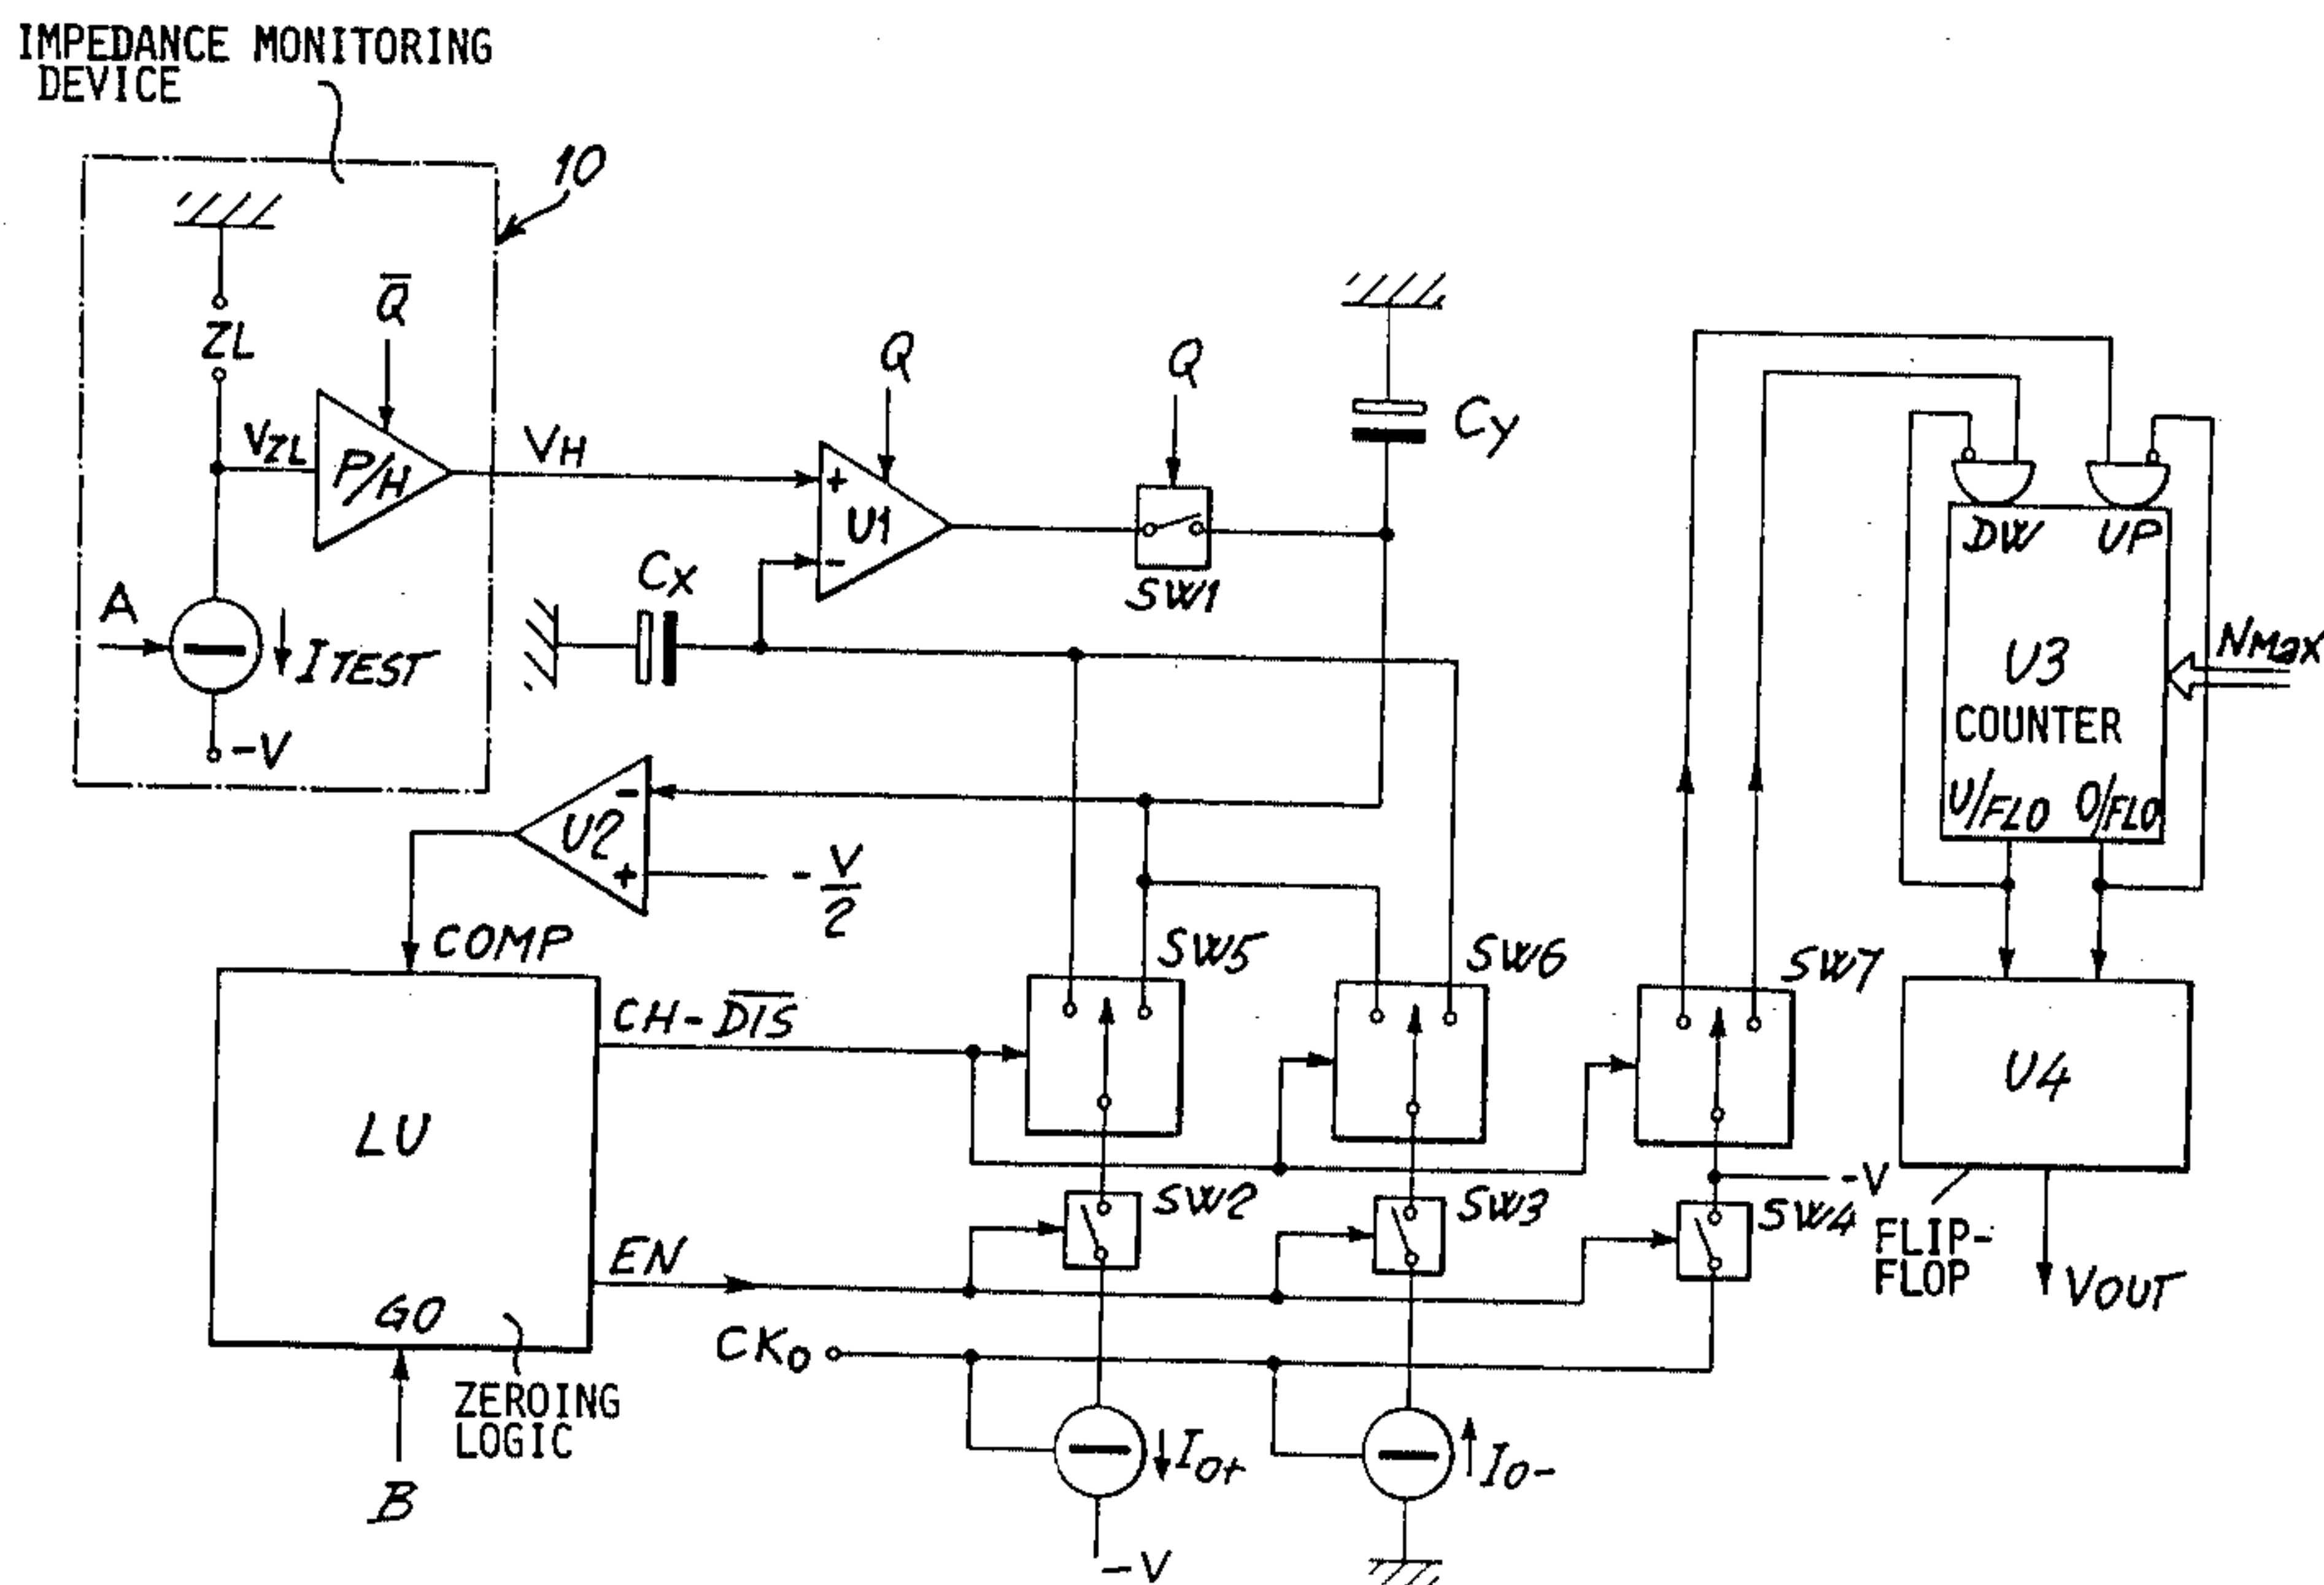 IMPEDANCE MONITORING
DEVICE
10
Q̅
ZL
VZL
P/H
VH
A
ITEST
-V
Q
+
U1
-
Q
SW1
Cy
Cx
DW UP
U3
COUNTER
NMax
U/FLO O/FLO
-
U2
+
- V/2
COMP
LU
GO
CH-D̅I̅S̅
EN
SW5
SW6
SW7
U4
SW2
SW3
SW4
-V
FLIP-
FLOP
VOUT
CKo
ZEROING
LOGIC
B
Io+
Io-
-V